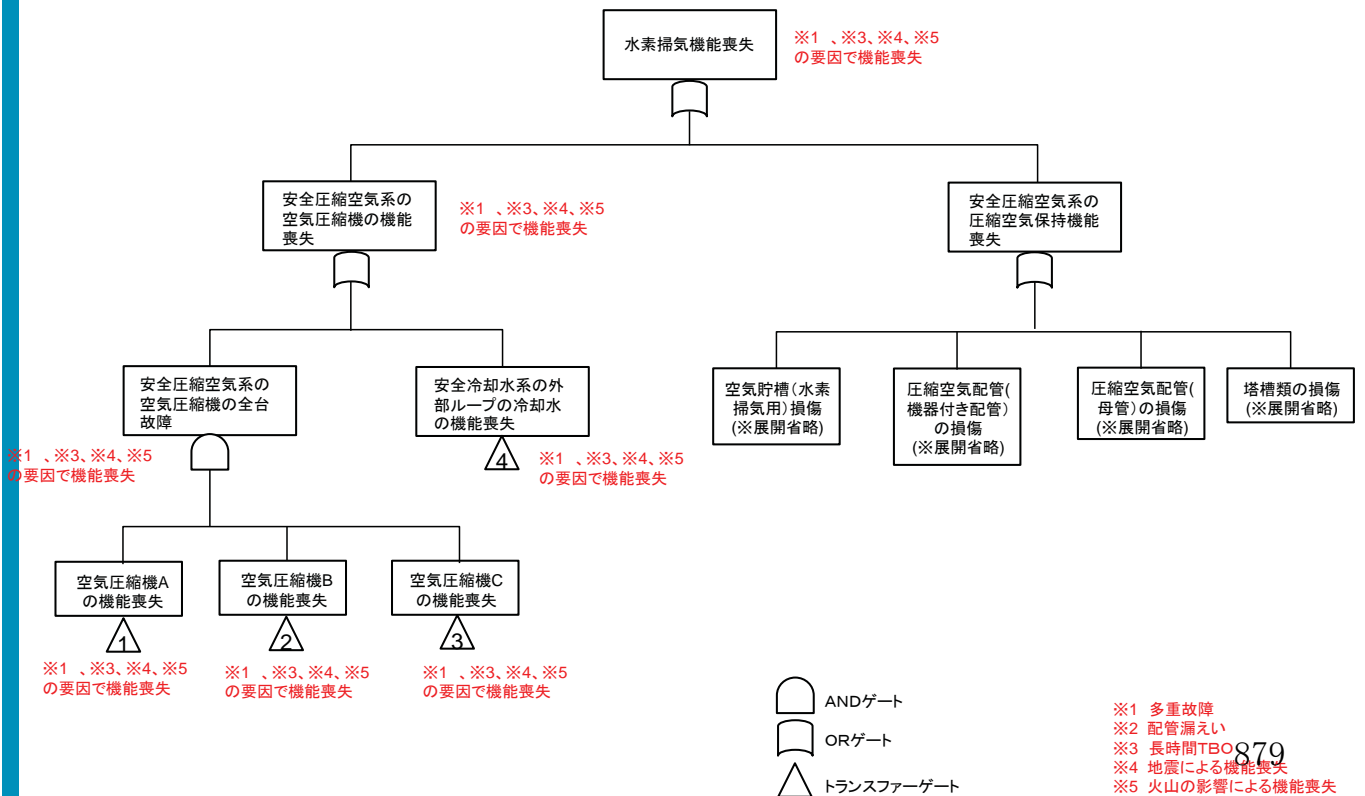 水素掃気機能喪失
※1 、※3、※4、※5
の要因で機能喪失
安全圧縮空気系の
空気圧縮機の機能
喪失
※1 、※3、※4、※5
の要因で機能喪失
安全圧縮空気系の
圧縮空気保持機能
喪失
安全圧縮空気系の
空気圧縮機の全台
故障
※1 、※3、※4、※5
の要因で機能喪失
安全冷却水系の外
部ループの冷却水
の機能喪失
4
※1 、※3、※4、※5
の要因で機能喪失
空気貯槽(水素
掃気用)損傷
(※展開省略)
圧縮空気配管(
機器付き配管)
の損傷
(※展開省略)
圧縮空気配管(
母管)の損傷
(※展開省略)
塔槽類の損傷
(※展開省略)
空気圧縮機A
の機能喪失
1
※1 、※3、※4、※5
の要因で機能喪失
空気圧縮機B
の機能喪失
2
※1 、※3、※4、※5
の要因で機能喪失
空気圧縮機C
の機能喪失
3
※1 、※3、※4、※5
の要因で機能喪失
ANDゲート
ORゲート
トランスファーゲート
※1 多重故障
※2 配管漏えい
※3 長時間TBO
※4 地震による機能喪失
※5 火山の影響による機能喪失
879